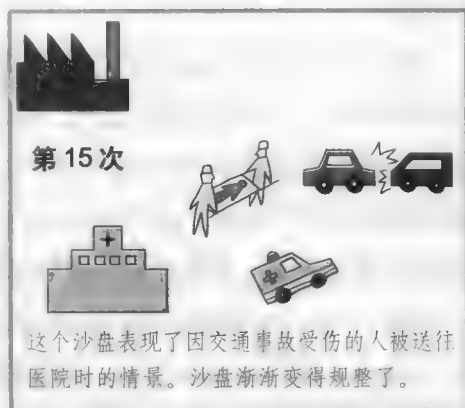 第15次
这个沙盘表现了因交通事故受伤的人被送往
医院时的情景。沙盘渐渐变得规整了。